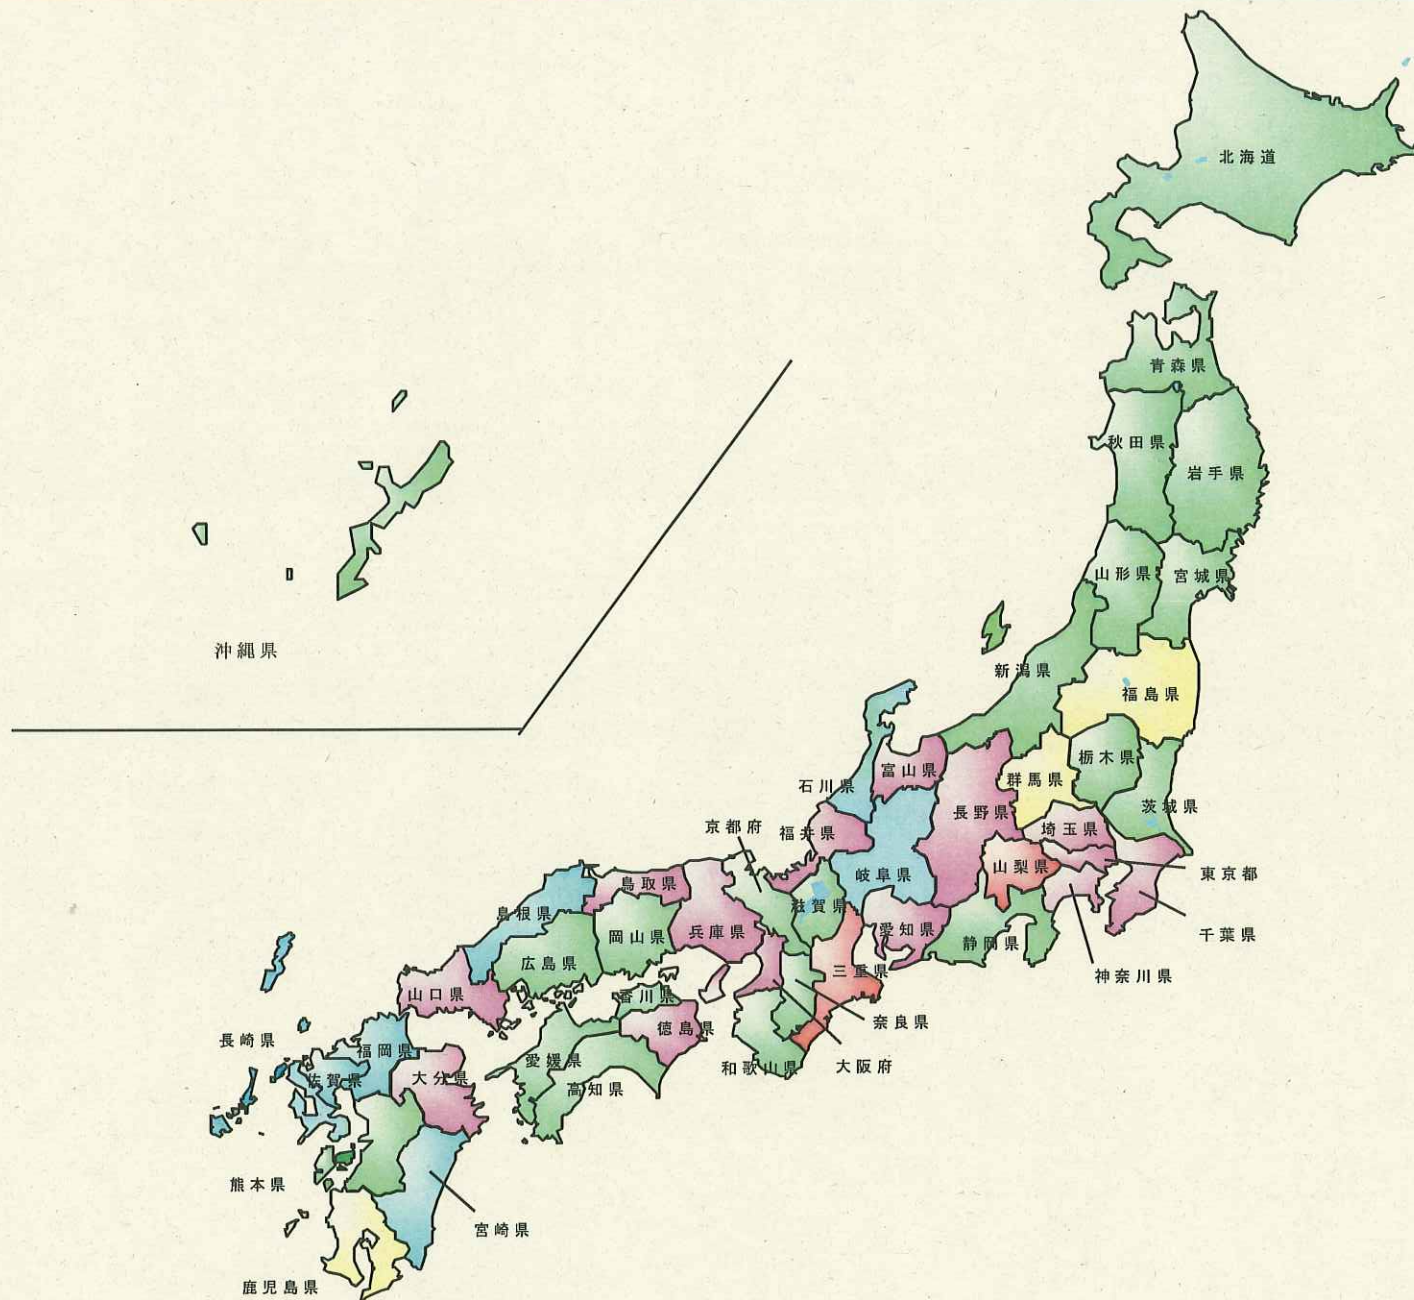 北海道
青森県
秋田県
岩手県
山形県
宮城県
沖縄県
新潟県
福島県
栃木県
富山県
群馬県
石川県
長野県
茨城県
京都府
福井県
埼玉県
山梨県
東京都
岐阜県
鳥取県
滋賀県
島根県
岡山県
兵庫県
愛知県
静岡県
千葉県
広島県
三重県
神奈川県
山口県
香川県
奈良県
徳島県
長崎県
福岡県
愛媛県
和歌山県
大阪府
佐賀県
大分県
高知県
熊本県
宮崎県
鹿児島県